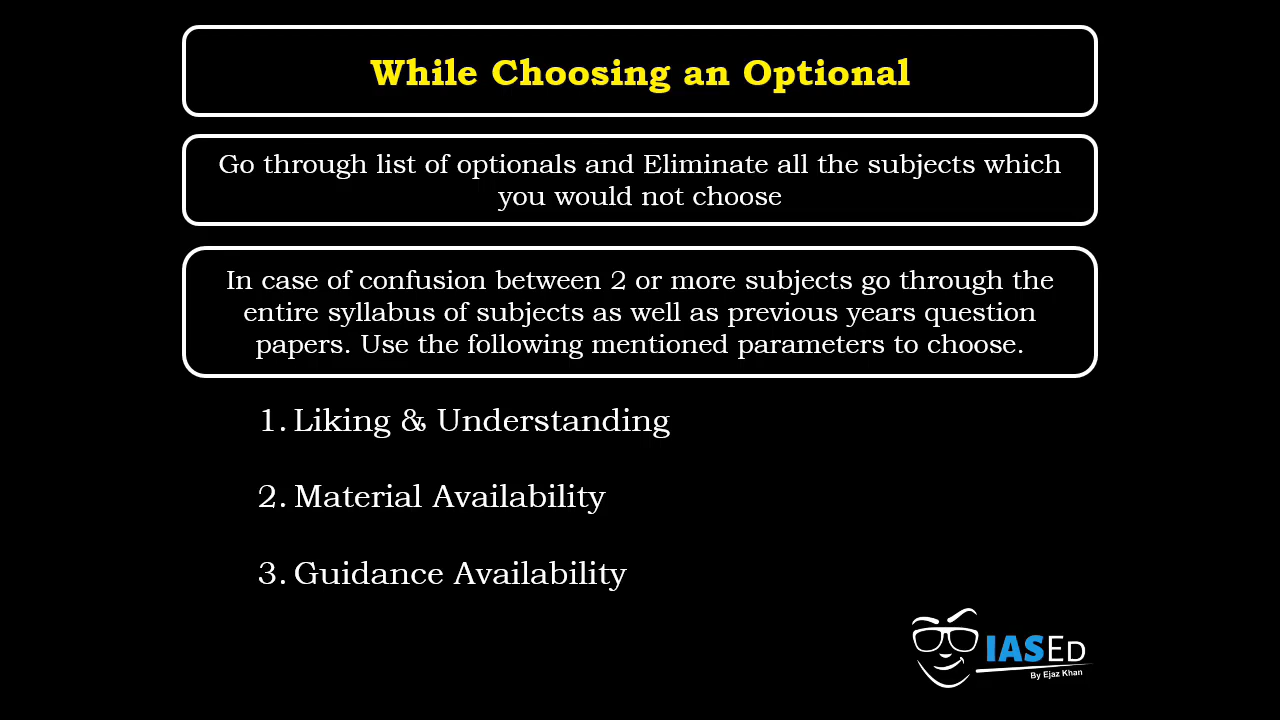 While Choosing an Optional
Go through list of optionals and Eliminate all the subjects which
you would not choose
In case of confusion between 2 or more subjects go through the
entire syllabus of subjects as well as previous years question
papers. Use the following mentioned parameters to choose.
1. Liking & Understanding
2. Material Availability
3. Guidance Availability
IASED
By Ejaz Khan